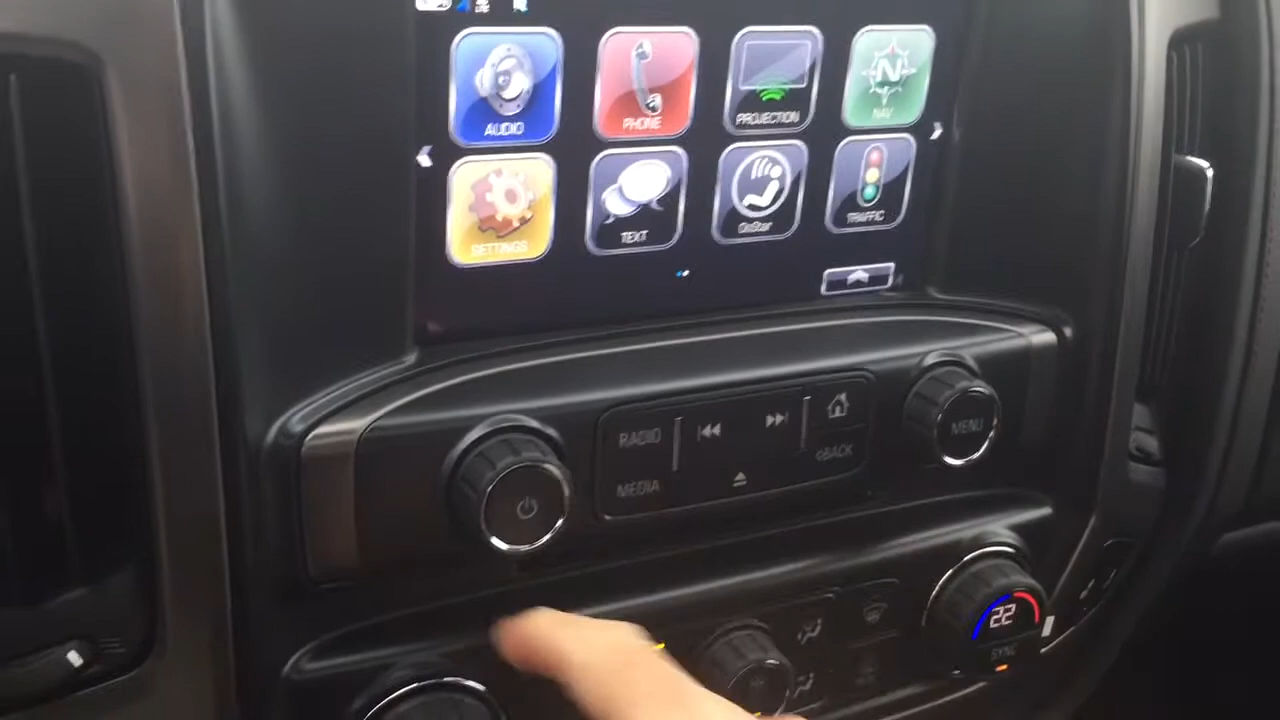 AUDIO
PHONE
PROJECTION
N
NAV
SETTINGS
TEXT
OnStar
TRAFFIC
RADIO
MEDIA
BACK
MENU
22
SYNC